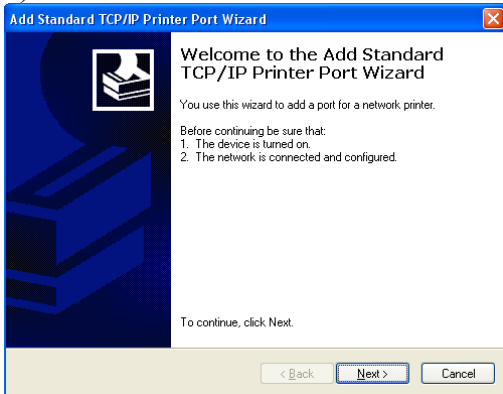 Add Standard TCP/IP Printer Port Wizard
Welcome to the Add Standard
TCP/IP Printer Port Wizard
You use this wizard to add a port for a network printer.
Before continuing be sure that:
1. The device is turned on.
2. The network is connected and configured.
To continue, click Next.
< Back Next > Cancel